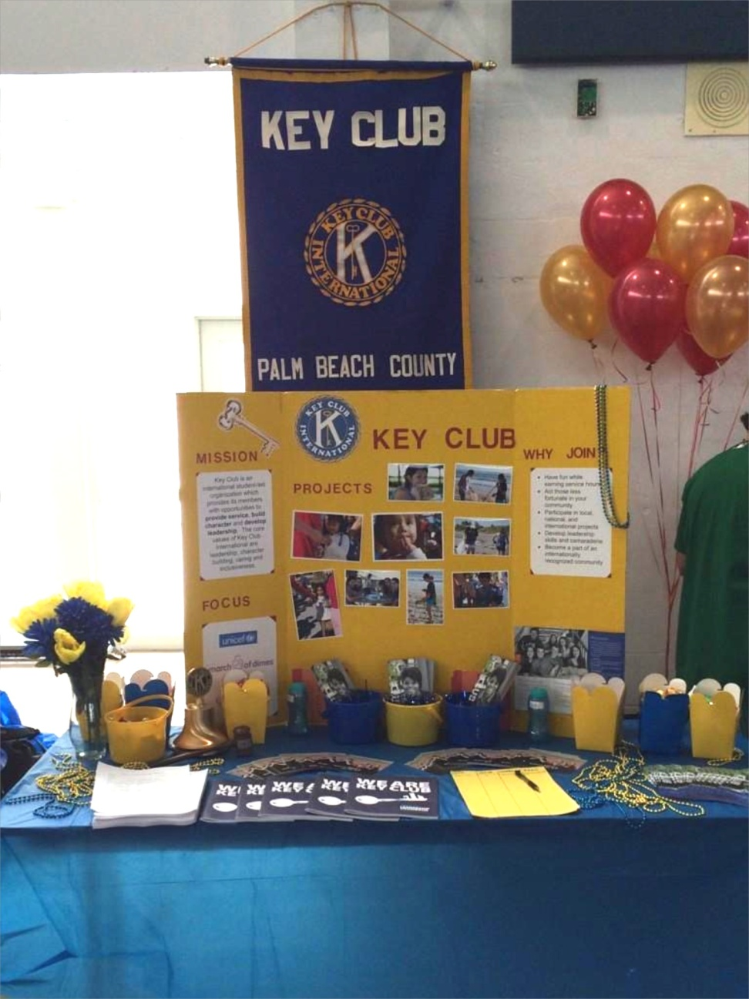 KEY CLUB
KEY CLUB
INTERNATIONAL
K
PALM BEACH COUNTY
KEY CLUB
INTERNATIONAL
K
KEY CLUB
MISSION
Key Club is an
international student-led
organization which
provides its members
with opportunities to
provide service, build
character and develop
leadership. The core
values of Key Club
International are
leadership, character
building, caring and
inclusiveness.
FOCUS
unicef
march of dimes
PROJECTS
WHY JOIN
Have fun while
earning service hours
Aid those less
fortunate in your
community
Participate in local,
national, and
international projects
Develop leadership
skills and camaraderie
Become a part of an
internationally
recognized community
WE ARE
KEY CLUB